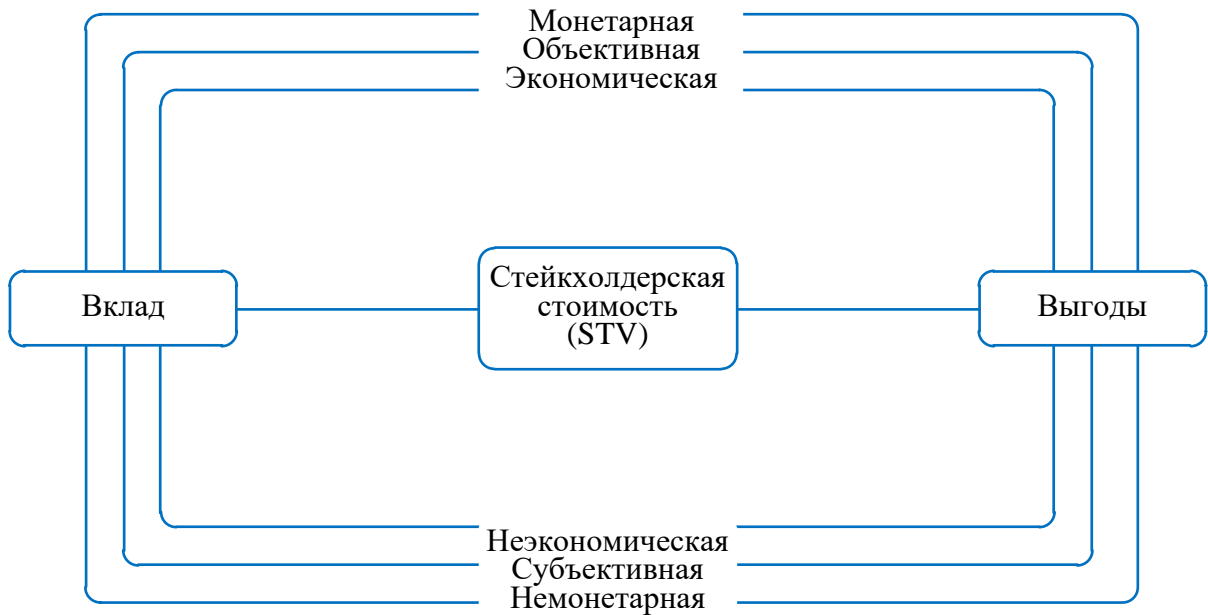 Монетарная
Объективная
Экономическая
Вклад
Стейкхолдерская
стоимость
(STV)
Выгоды
Неэкономическая
Субъективная
Немонетарная